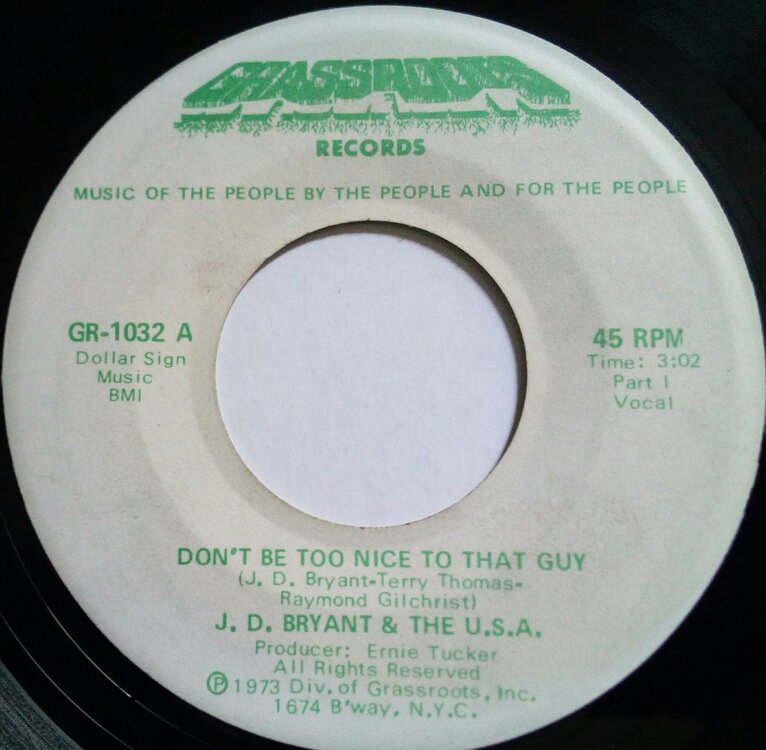 GRASSROOTS
RECORDS
MUSIC OF THE PEOPLE BY THE PEOPLE AND FOR THE PEOPLE
GR-1032 A
Dollar Sign
Music
BMI
45 RPM
Time: 3:02
Part I
Vocal
DON'T BE TOO NICE TO THAT GUY
(J. D. Bryant-Terry Thomas-
Raymond Gilchrist)
J. D. BRYANT & THE U.S.A.
Producer: Ernie Tucker
All Rights Reserved
℗1973 Div. of Grassroots, Inc.
1674 B'way, N.Y.C.